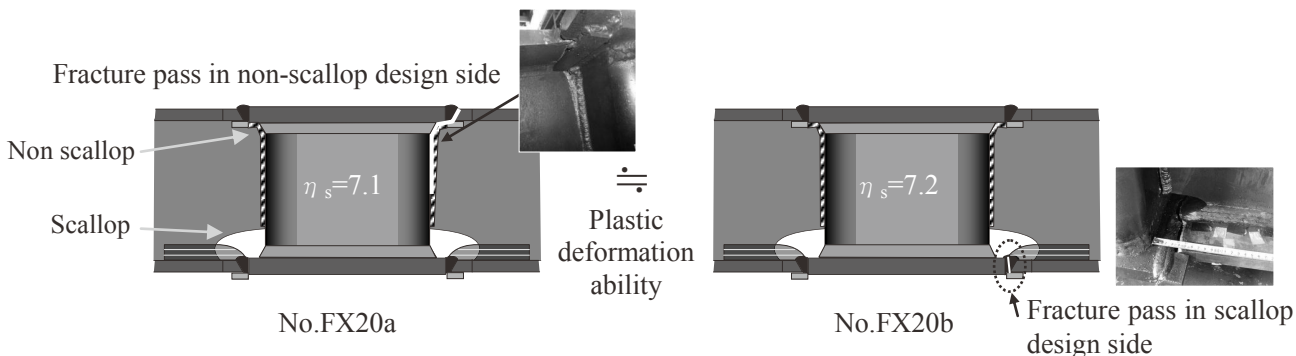 Fracture pass in non-scallop design side
Non scallop
Scallop
η s=7.1
No.FX20a
≒
Plastic
deformation
ability
η s=7.2
No.FX20b
Fracture pass in scallop
design side